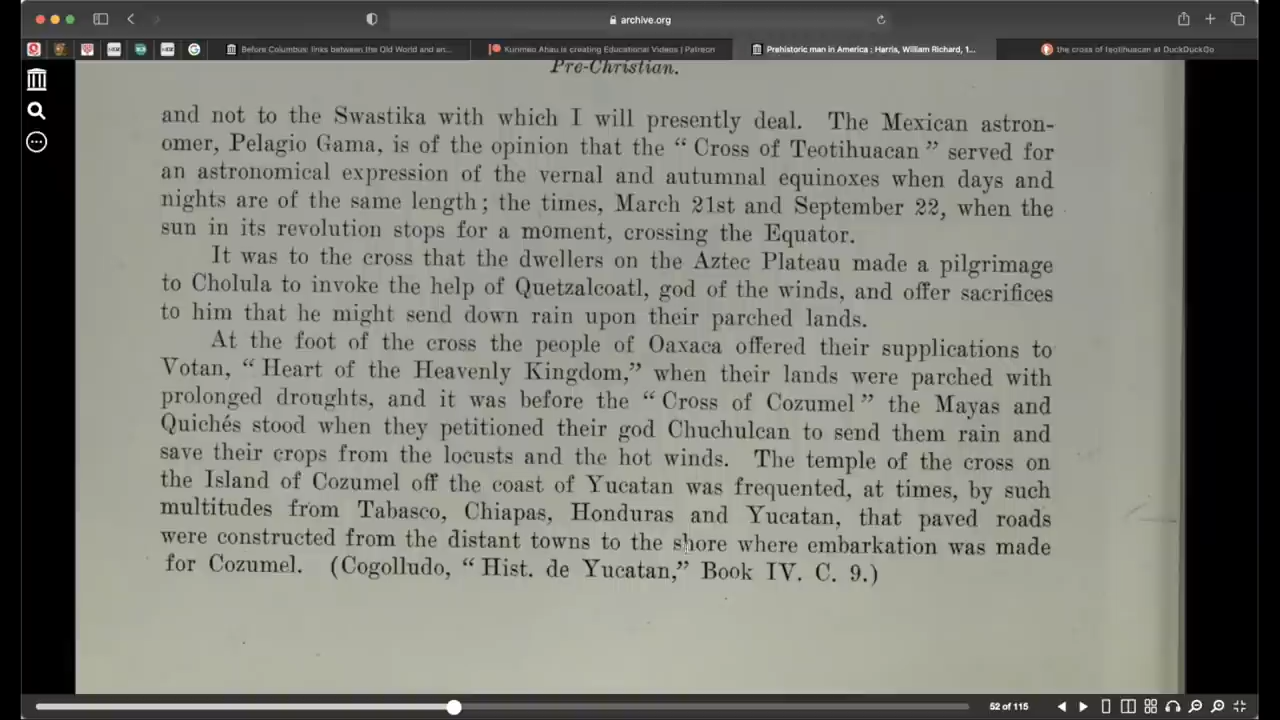 archive.org
Before Columbus: links between the Old World and an...
Kunmeo Ahau is creating Educational Videos | Patreon
Prehistoric man in America ; Harris, William Richard, 1...
the cross of teotihuacan at DuckDuckGo
Pre-Christian.
and not to the Swastika with which I will presently deal. The Mexican astron-
omer, Pelagio Gama, is of the opinion that the “ Cross of Teotihuacan ” served for
an astronomical expression of the vernal and autumnal equinoxes when days and
nights are of the same length ; the times, March 21st and September 22, when the
sun in its revolution stops for a moment, crossing the Equator.
It was to the cross that the dwellers on the Aztec Plateau made a pilgrimage
to Cholula to invoke the help of Quetzalcoatl, god of the winds, and offer sacrifices
to him that he might send down rain upon their parched lands.
At the foot of the cross the people of Oaxaca offered their supplications to
Votan, “ Heart of the Heavenly Kingdom,” when their lands were parched with
prolonged droughts, and it was before the “ Cross of Cozumel ” the Mayas and
Quichés stood when they petitioned their god Chuchulcan to send them rain and
save their crops from the locusts and the hot winds. The temple of the cross on
the Island of Cozumel off the coast of Yucatan was frequented, at times, by such
multitudes from Tabasco, Chiapas, Honduras and Yucatan, that paved roads
were constructed from the distant towns to the shore where embarkation was made
for Cozumel. (Cogolludo, “ Hist. de Yucatan,” Book IV. C. 9.)
52 of 115